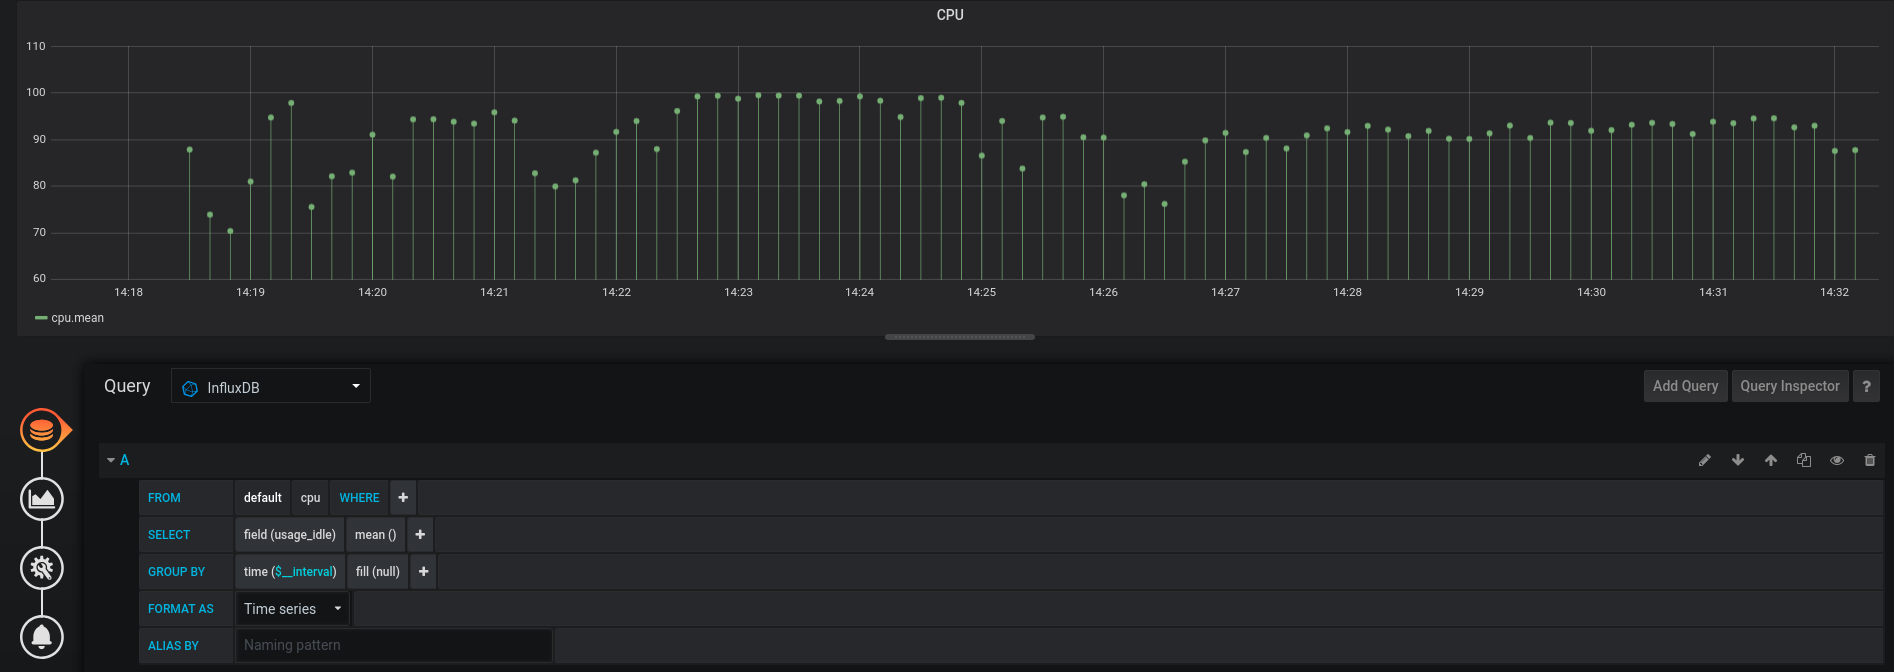 CPU
110
100
90
80
70
60
14:18 14:19 14:20 14:21 14:22 14:23 14:24 14:25 14:26 14:27 14:28 14:29 14:30 14:31 14:32
cpu.mean
Query InfluxDB Add Query Query Inspector ?
A
FROM default cpu WHERE +
SELECT field (usage_idle) mean () +
GROUP BY time ($__interval) fill (null) +
FORMAT AS Time series
ALIAS BY Naming pattern